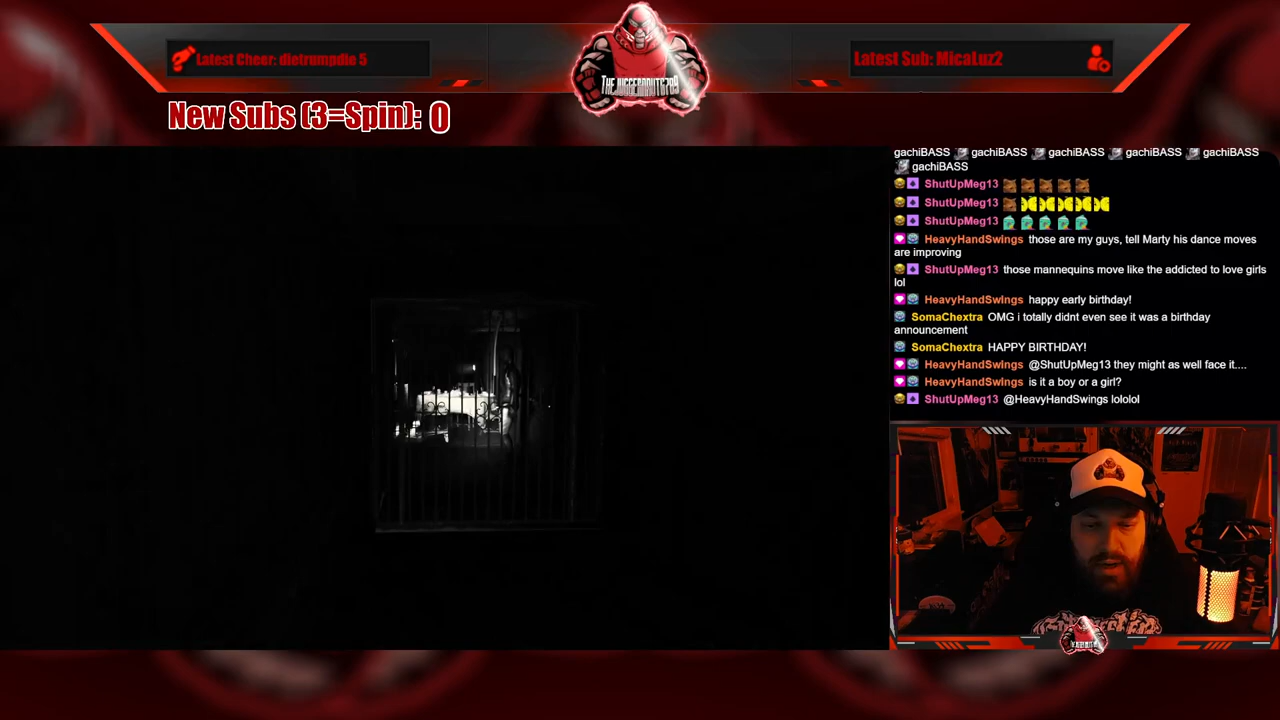 Latest Cheer: dietrumpdie 5
THEJUGGERNAUT6789
Latest Sub: MicaLuz2
New Subs (3=Spin): 0
gachiBASS gachiBASS gachiBASS gachiBASS gachiBASS
gachiBASS
ShutUpMeg13
ShutUpMeg13
ShutUpMeg13
HeavyHandSwings those are my guys, tell Marty his dance moves
are improving
ShutUpMeg13 those mannequins move like the addicted to love girls
lol
HeavyHandSwings happy early birthday!
SomaChextra OMG i totally didnt even see it was a birthday
announcement
SomaChextra HAPPY BIRTHDAY!
HeavyHandSwings @ShutUpMeg13 they might as well face it....
HeavyHandSwings is it a boy or a girl?
ShutUpMeg13 @HeavyHandSwings lololol